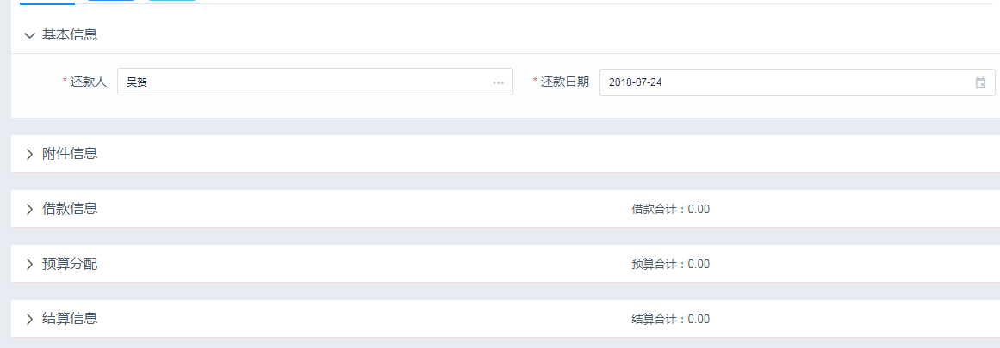 基本信息
* 还款人 吴贺 * 还款日期 2018-07-24
附件信息
借款信息 借款合计：0.00
预算分配 预算合计：0.00
结算信息 结算合计：0.00